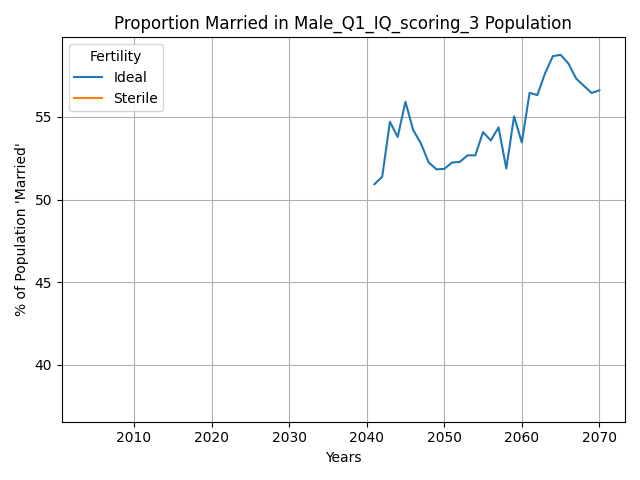 Proportion Married in Male_Q1_IQ_scoring_3 Population
Fertility
Ideal
Sterile
% of Population 'Married'
55
50
45
40
2010 2020 2030 2040 2050 2060 2070
Years